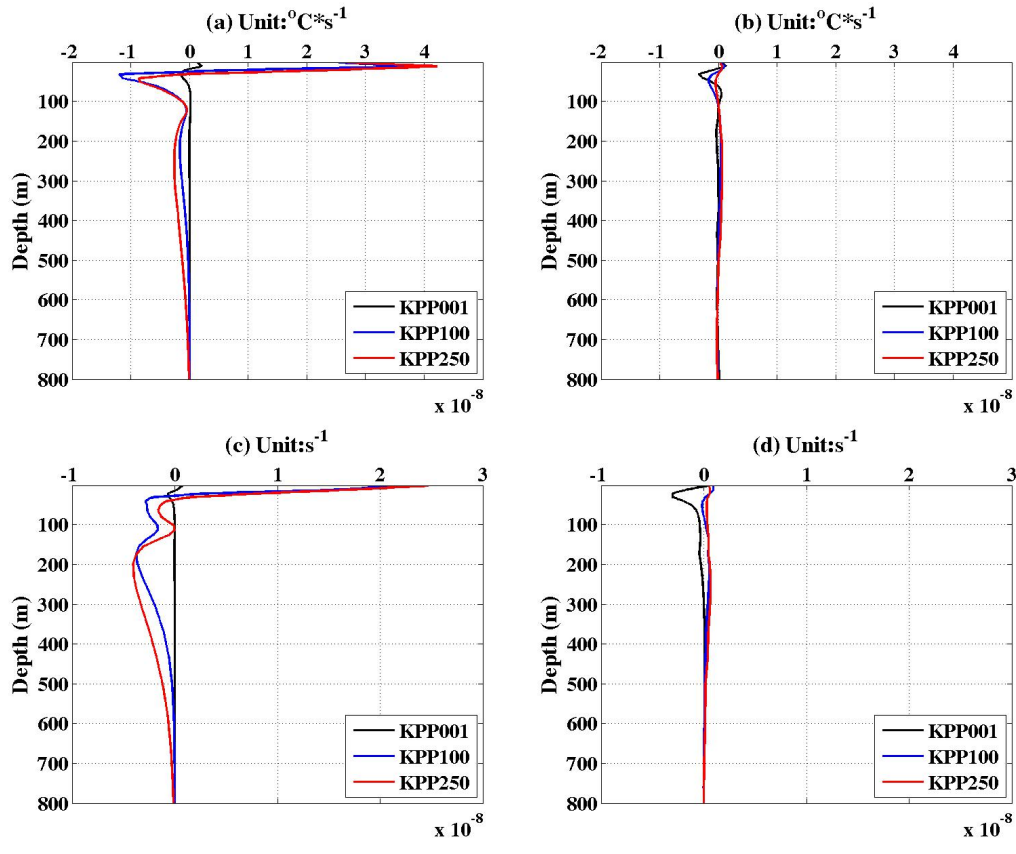 (a) Unit:°C*s-1
-2 -1 0 1 2 3 4 5
100
200
300
400
500
600
700
800
Depth (m)
KPP001
KPP100
KPP250
x 10-8
(b) Unit:°C*s-1
-2 -1 0 1 2 3 4 5
100
200
300
400
500
600
700
800
Depth (m)
KPP001
KPP100
KPP250
x 10-8
(c) Unit:s-1
-1 0 1 2 3
100
200
300
400
500
600
700
800
Depth (m)
KPP001
KPP100
KPP250
x 10-8
(d) Unit:s-1
-1 0 1 2 3
100
200
300
400
500
600
700
800
Depth (m)
KPP001
KPP100
KPP250
x 10-8